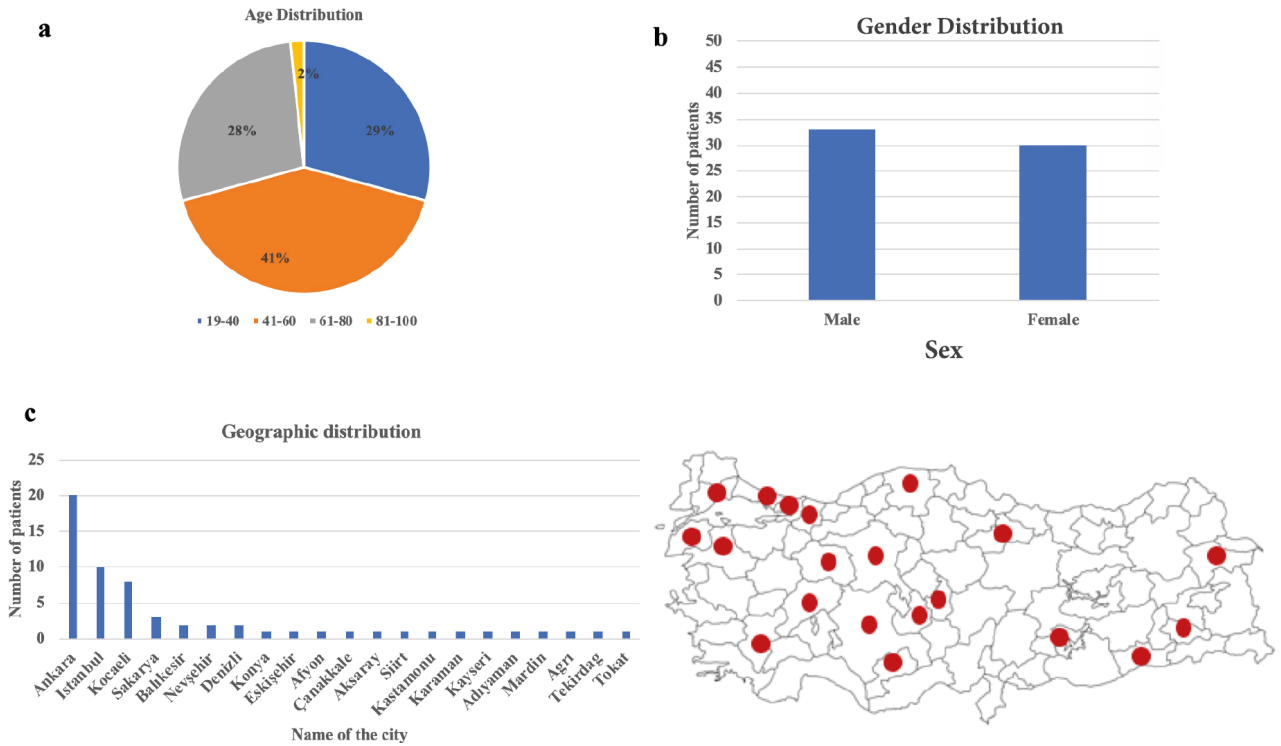 a
Age Distribution
2%
28%
29%
41%
19-40 41-60 61-80 81-100
b
Gender Distribution
Number of patients
50
45
40
35
30
25
20
15
10
5
0
Male Female
Sex
c
Geographic distribution
Number of patients
25
20
15
10
5
0
Ankara
Istanbul
Kocaeli
Sakarya
Balıkesir
Nevşehir
Denizli
Konya
Eskişehir
Afyon
Çanakkale
Aksaray
Siirt
Kastamonu
Karaman
Kayseri
Adıyaman
Mardin
Agrı
Tekirdag
Tokat
Name of the city